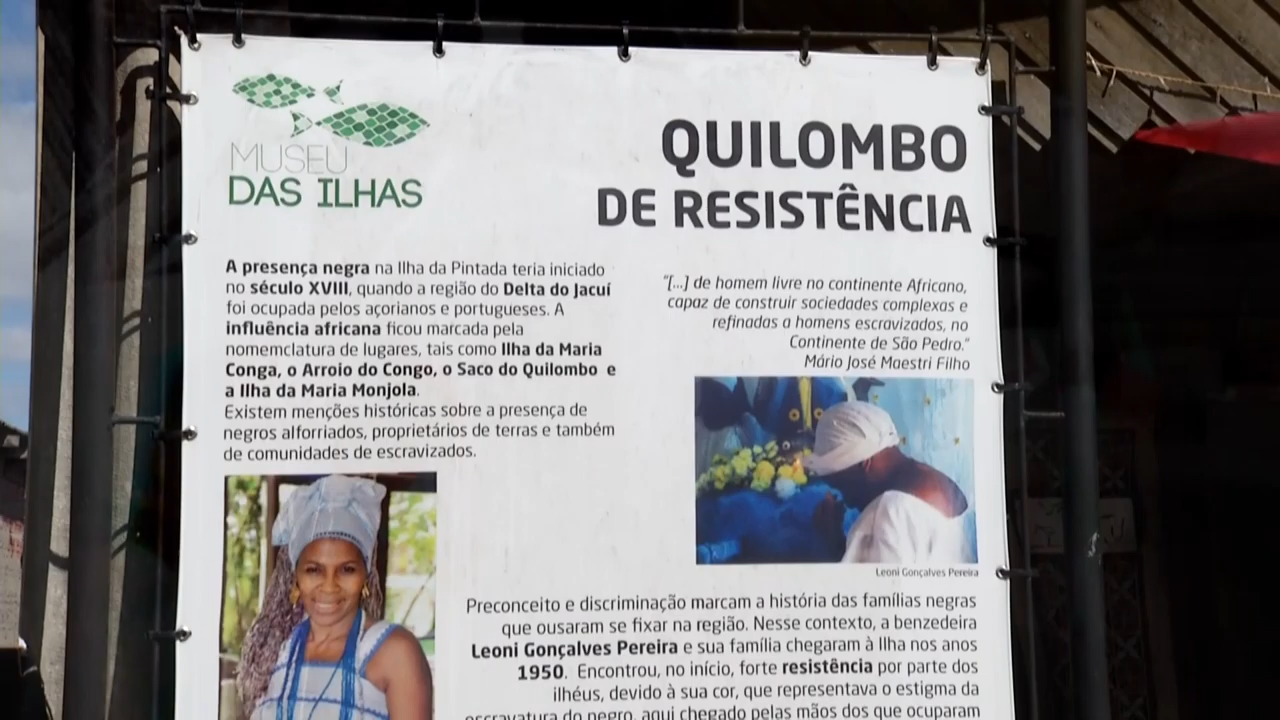 MUSEU
DAS ILHAS
QUILOMBO
DE RESISTÊNCIA
A presença negra na Ilha da Pintada teria iniciado
no século XVIII, quando a região do Delta do Jacuí
foi ocupada pelos açorianos e portugueses. A
influência africana ficou marcada pela
nomemclatura de lugares, tais como Ilha da Maria
Conga, o Arroio do Congo, o Saco do Quilombo e
a Ilha da Maria Monjola.
Existem menções históricas sobre a presença de
negros alforriados, proprietários de terras e também
de comunidades de escravizados.
“[...] de homem livre no continente Africano,
capaz de construir sociedades complexas e
refinadas a homens escravizados, no
Continente de São Pedro.”
Mário José Maestri Filho
Leoni Gonçalves Pereira
Preconceito e discriminação marcam a história das famílias negras
que ousaram se fixar na região. Nesse contexto, a benzedeira
Leoni Gonçalves Pereira e sua família chegaram à Ilha nos anos
1950. Encontrou, no início, forte resistência por parte dos
ilhéus, devido à sua cor, que representava o estigma da
escravatura do negro, aqui chegado pelas mãos dos que ocuparam